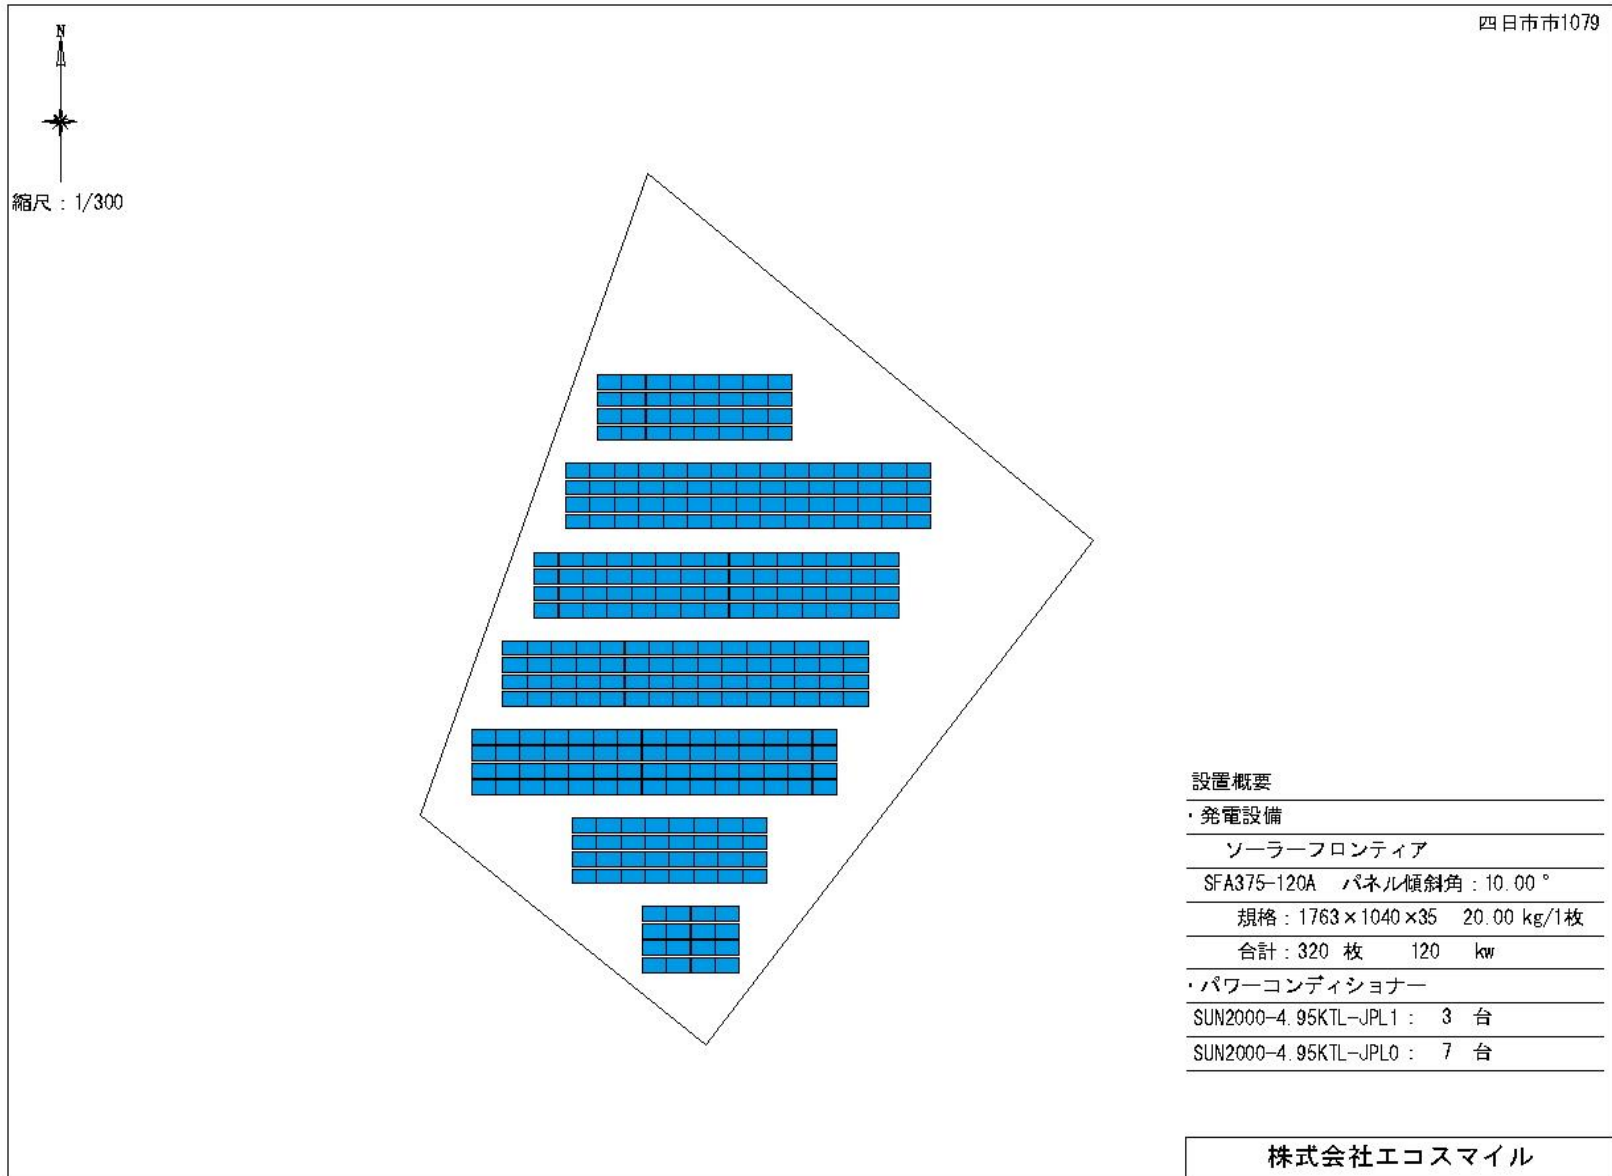 四日市市1079
N
縮尺：1/300
設置概要
・発電設備
ソーラーフロンティア
SFA375-120A パネル傾斜角：10.00°
規格：1763×1040×35 20.00 kg/1枚
合計：320 枚 120 kw
・パワーコンディショナー
SUN2000-4.95KTL-JPL1： 3 台
SUN2000-4.95KTL-JPL0： 7 台
株式会社エコスマイル